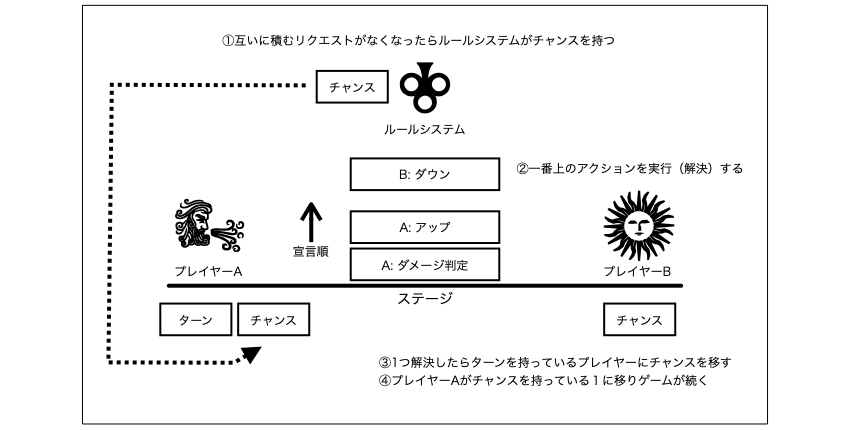 ①互いに積むリクエストがなくなったらルールシステムがチャンスを持つ
チャンス
ルールシステム
B: ダウン
②一番上のアクションを実行（解決）する
A: アップ
宣言順
A: ダメージ判定
プレイヤーA
プレイヤーB
ステージ
ターン
チャンス
チャンス
③1つ解決したらターンを持っているプレイヤーにチャンスを移す
④プレイヤーAがチャンスを持っている１に移りゲームが続く